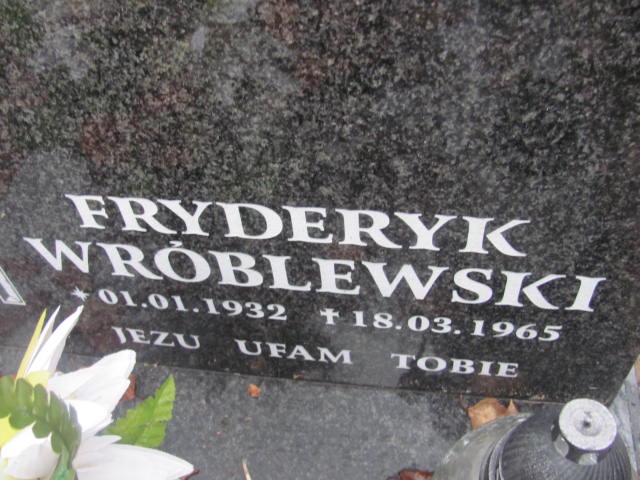 FRYDERYK
WRÓBLEWSKI
* 01.01.1932 ✝ 18.03.1965
JEZU UFAM TOBIE